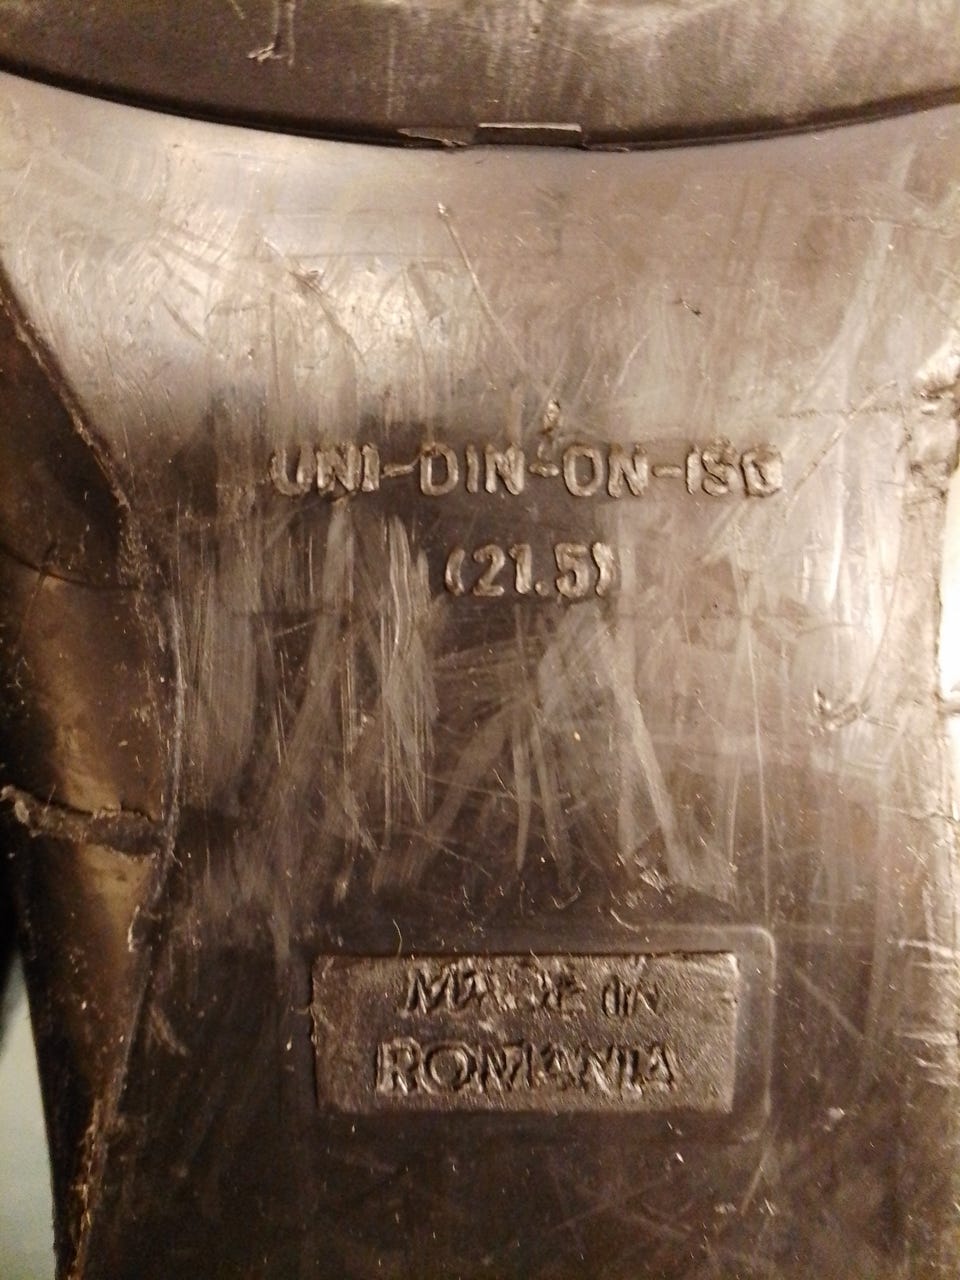 UNI-DIN-ON-ISO
(21.5)
MADE iN
ROMANIA